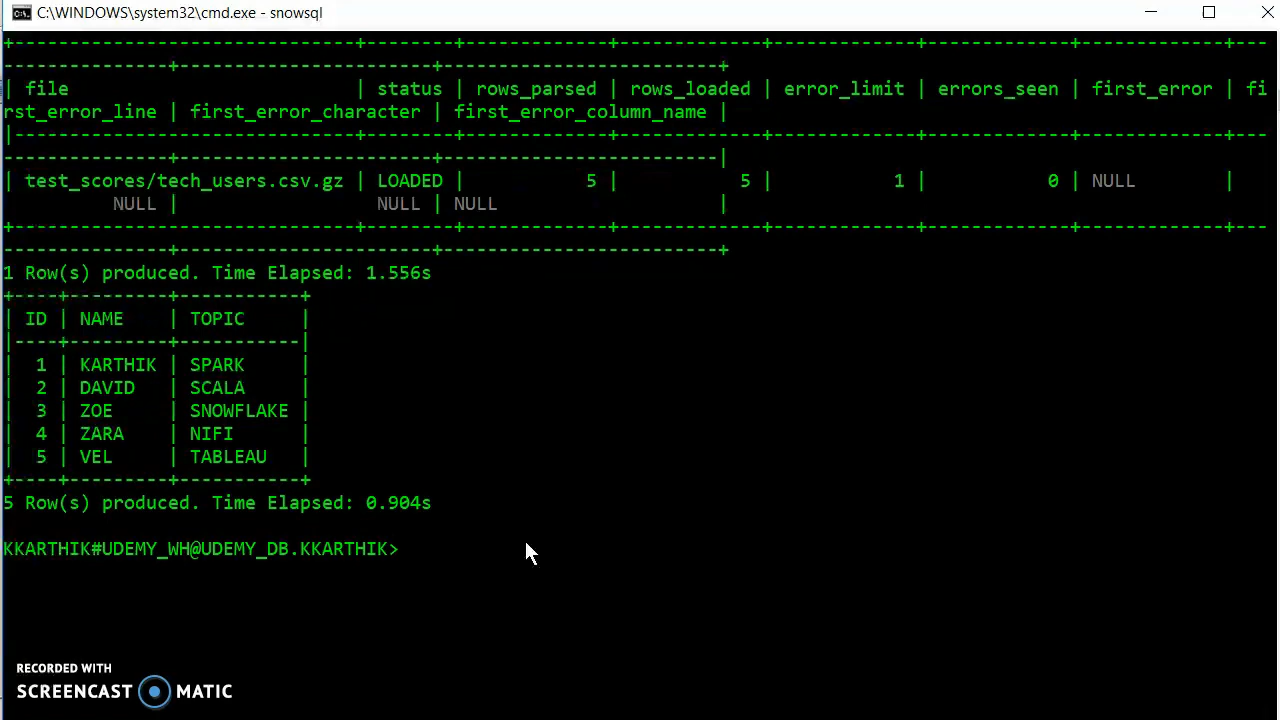 C:\WINDOWS\system32\cmd.exe - snowsql
| file | status | rows_parsed | rows_loaded | error_limit | errors_seen | first_error | fi
rst_error_line | first_error_character | first_error_column_name |
| test_scores/tech_users.csv.gz | LOADED | 5 | 5 | 1 | 0 | NULL |
NULL | NULL | NULL |
1 Row(s) produced. Time Elapsed: 1.556s
| ID | NAME | TOPIC |
| 1 | KARTHIK | SPARK |
| 2 | DAVID | SCALA |
| 3 | ZOE | SNOWFLAKE |
| 4 | ZARA | NIFI |
| 5 | VEL | TABLEAU |
5 Row(s) produced. Time Elapsed: 0.904s
KKARTHIK#UDEMY_WH@UDEMY_DB.KKARTHIK>
RECORDED WITH
SCREENCAST MATIC